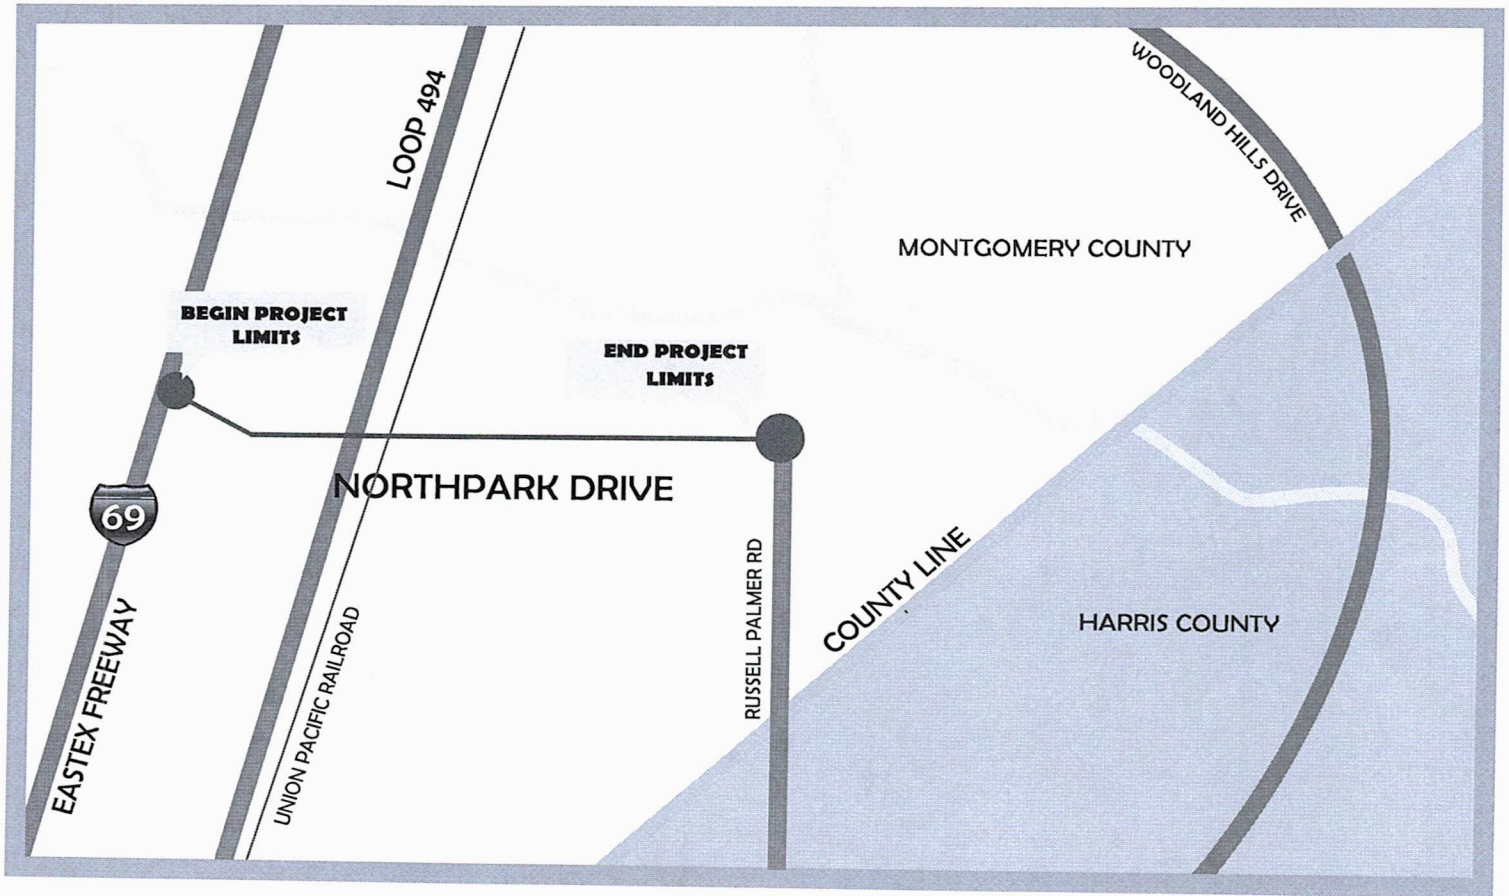 WOODLAND HILLS DRIVE
LOOP 494
MONTGOMERY COUNTY
BEGIN PROJECT
LIMITS
END PROJECT
LIMITS
NORTHPARK DRIVE
69
RUSSELL PALMER RD
COUNTY LINE
HARRIS COUNTY
EASTEX FREEWAY
UNION PACIFIC RAILROAD